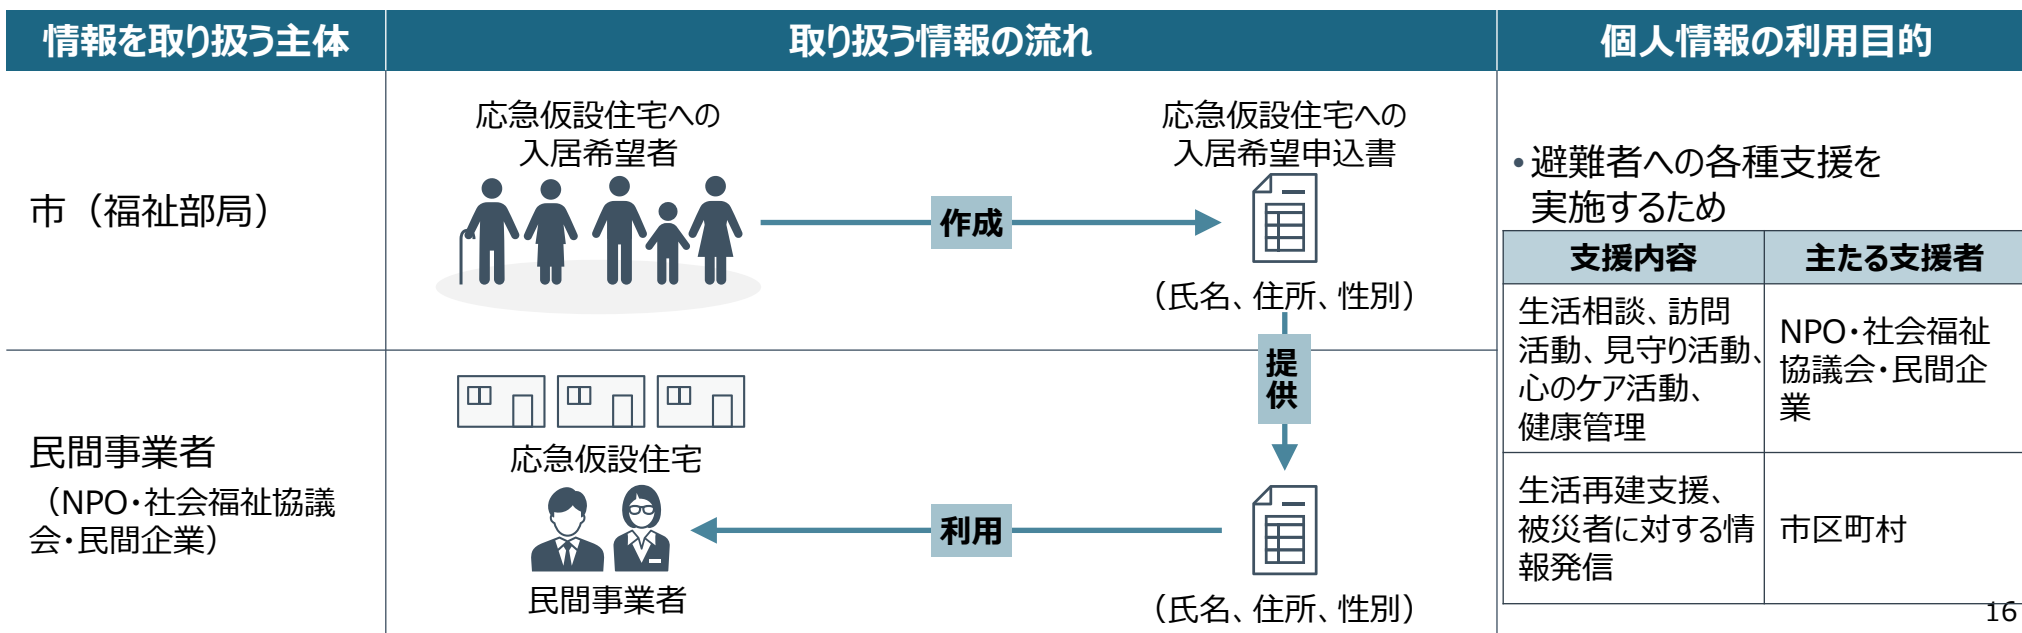 情報を取り扱う主体
取り扱う情報の流れ
個人情報の利用目的
市（福祉部局）
応急仮設住宅への
入居希望者
作成
応急仮設住宅への
入居希望申込書
（氏名、住所、性別）
提
供
民間事業者
（NPO・社会福祉協議
会・民間企業）
応急仮設住宅
民間事業者
利用
（氏名、住所、性別）
・避難者への各種支援を
実施するため
支援内容
主たる支援者
生活相談、訪問
活動、見守り活動、
心のケア活動、
健康管理
NPO・社会福祉
協議会・民間企
業
生活再建支援、
被災者に対する情
報発信
市区町村
16